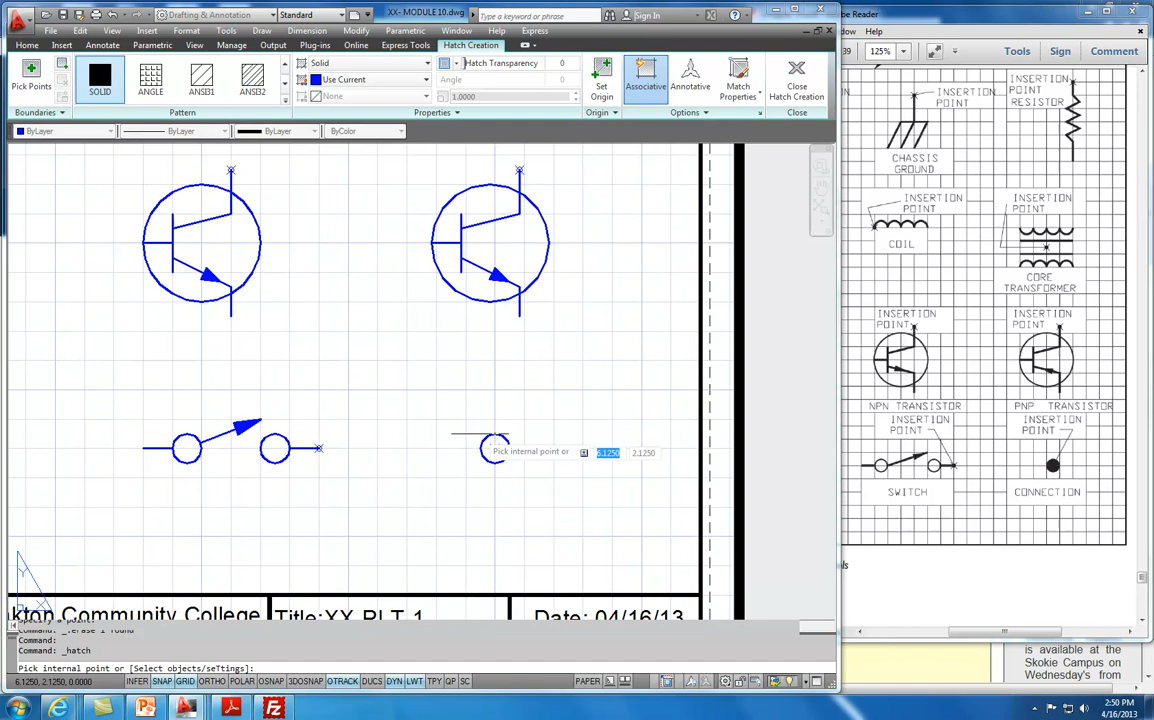 Drafting & Annotation
Standard
XX- MODULE 10.dwg
Type a keyword or phrase
Sign In
be Reader
File Edit View Insert Format Tools Draw Dimension Modify Parametric Window Help Express
Window Help
Home Insert Annotate Parametric View Manage Output Plug-ins Online Express Tools Hatch Creation
39 125% Tools Sign Comment
Pick Points
SOLID ANGLE ANSI31 ANSI32
Solid
Use Current
None
Hatch Transparency 0
Angle
1.0000
Set Origin
Associative
Annotative
Match Properties
Close Hatch Creation
Boundaries Pattern Properties Origin Options Close
ByLayer ByLayer ByLayer ByColor
Pick internal point or 6.1250 2.1250
Oakton Community College
Title:XX PLT 1
Date: 04/16/13
Specify a point:
Command: _.erase 1 found
Command:
Command: _hatch
Pick internal point or [Select objects/seTtings]:
6.1250, 2.1250, 0.0000 INFER SNAP GRID ORTHO POLAR OSNAP 3DOSNAP OTRACK DUCS DYN LWT TPY QP SC PAPER
INSERTION
POINT
CHASSIS
GROUND
INSERTION
POINT
RESISTOR
INSERTION
POINT
COIL
INSERTION
POINT
CORE
TRANSFORMER
INSERTION
POINT
NPN TRANSISTOR
INSERTION
POINT
PNP TRANSISTOR
INSERTION
POINT
SWITCH
INSERTION
POINT
CONNECTION
is available at the
Skokie Campus on
Wednesday's from
2:50 PM
4/16/2013